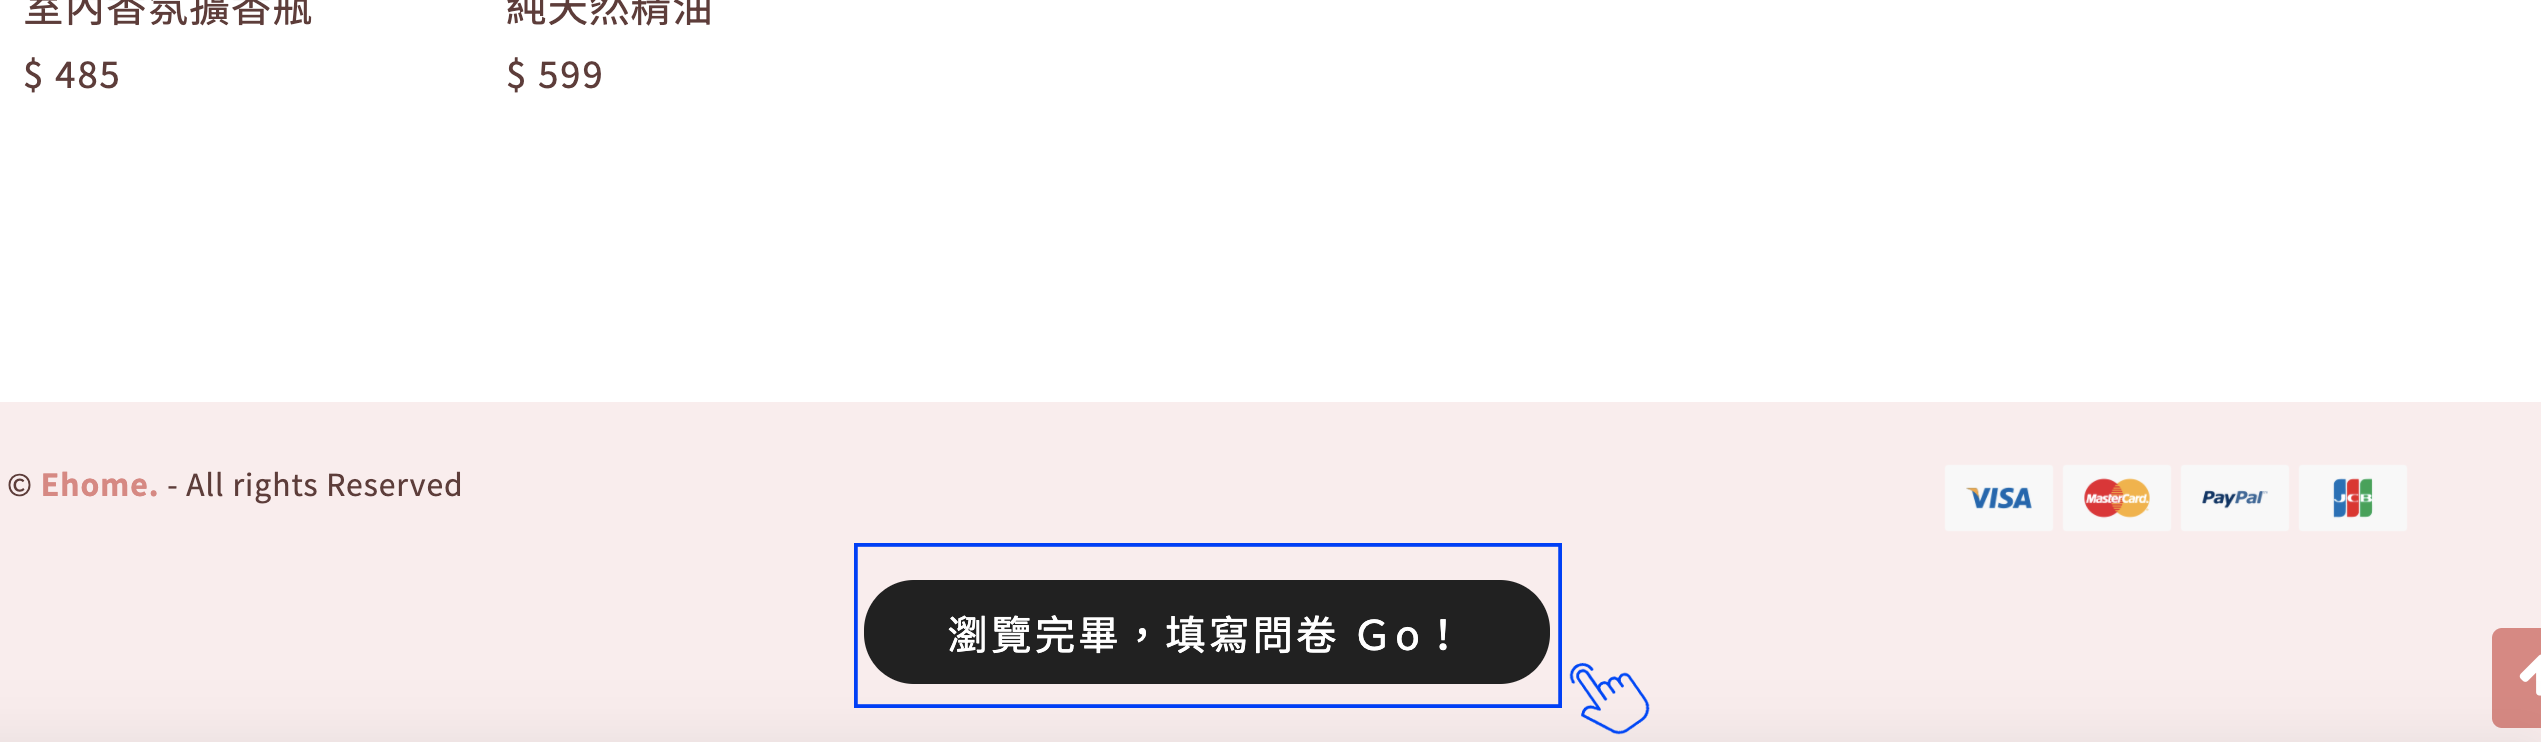 室內香氛擴香瓶
純天然精油
$ 485
$ 599
© Ehome. - All rights Reserved
VISA
MasterCard
PayPal
JCB
瀏覽完畢，填寫問卷 Go！